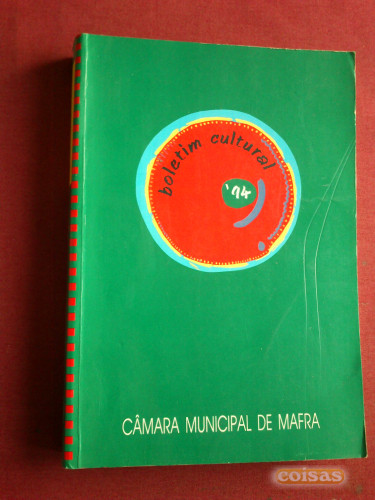 boletim cultural
'94
CÂMARA MUNICIPAL DE MAFRA
coisas